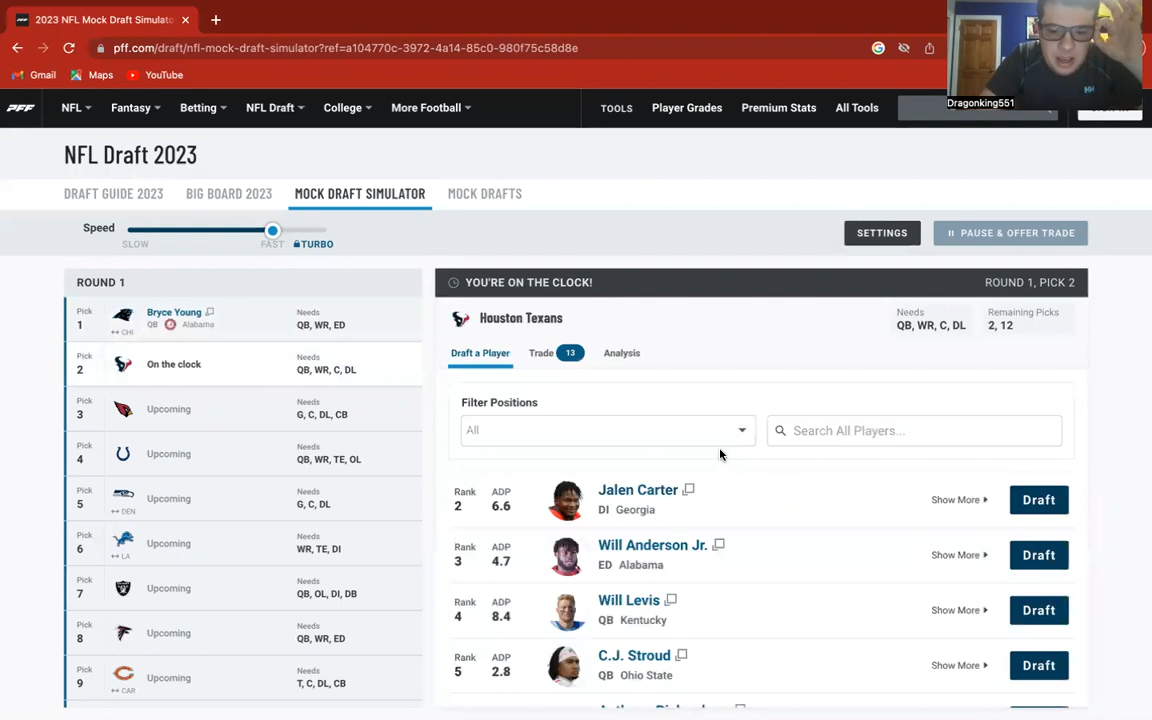 2023 NFL Mock Draft Simulato
pff.com/draft/nfl-mock-draft-simulator?ref=a104770c-3972-4a14-85c0-980f75c58d8e
Gmail Maps YouTube
Dragonking551
PFF NFL Fantasy Betting NFL Draft College More Football TOOLS Player Grades Premium Stats All Tools
NFL Draft 2023
DRAFT GUIDE 2023 BIG BOARD 2023 MOCK DRAFT SIMULATOR MOCK DRAFTS
Speed
SLOW FAST TURBO
SETTINGS
PAUSE & OFFER TRADE
ROUND 1
Pick 1 Bryce Young Needs
QB Alabama QB, WR, ED
CHI
Pick 2 On the clock Needs
QB, WR, C, DL
Pick 3 Upcoming Needs
G, C, DL, CB
Pick 4 Upcoming Needs
QB, WR, TE, OL
Pick 5 Upcoming Needs
G, C, DL
DEN
Pick 6 Upcoming Needs
WR, TE, DI
LA
Pick 7 Upcoming Needs
QB, OL, DI, DB
Pick 8 Upcoming Needs
QB, WR, ED
Pick 9 Upcoming Needs
T, C, DL, CB
CAR
YOU'RE ON THE CLOCK! ROUND 1, PICK 2
Houston Texans
Needs
QB, WR, C, DL
Remaining Picks
2, 12
Draft a Player Trade 13 Analysis
Filter Positions
All
Search All Players...
Rank 2 ADP 6.6 Jalen Carter
DI Georgia
Show More Draft
Rank 3 ADP 4.7 Will Anderson Jr.
ED Alabama
Show More Draft
Rank 4 ADP 8.4 Will Levis
QB Kentucky
Show More Draft
Rank 5 ADP 2.8 C.J. Stroud
QB Ohio State
Show More Draft